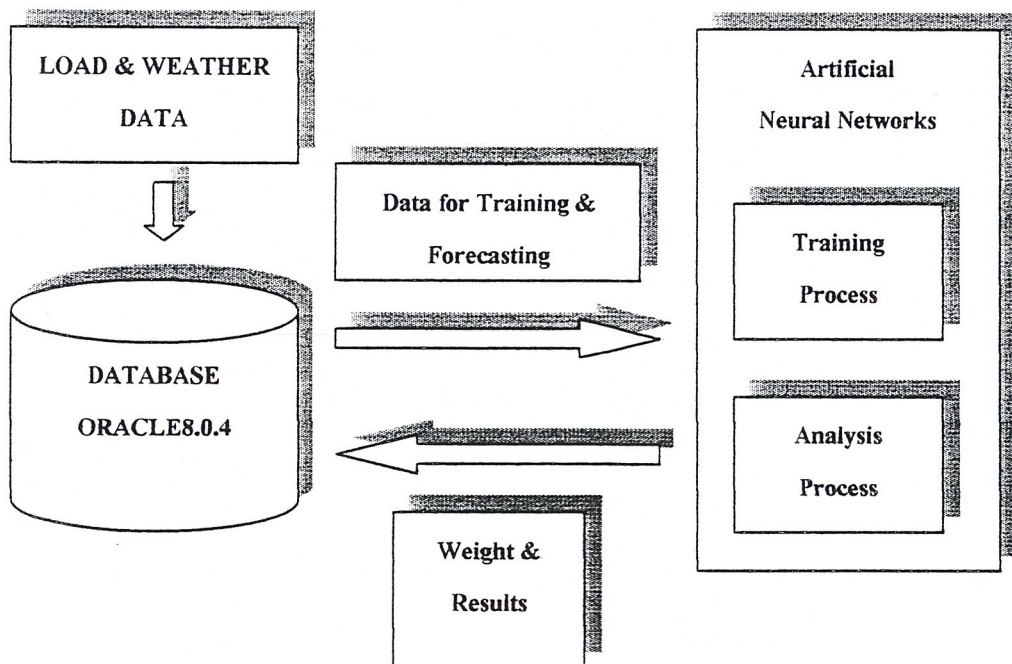 LOAD & WEATHER
DATA
Data for Training &
Forecasting
DATABASE
ORACLE8.0.4
Weight &
Results
Artificial
Neural Networks
Training
Process
Analysis
Process